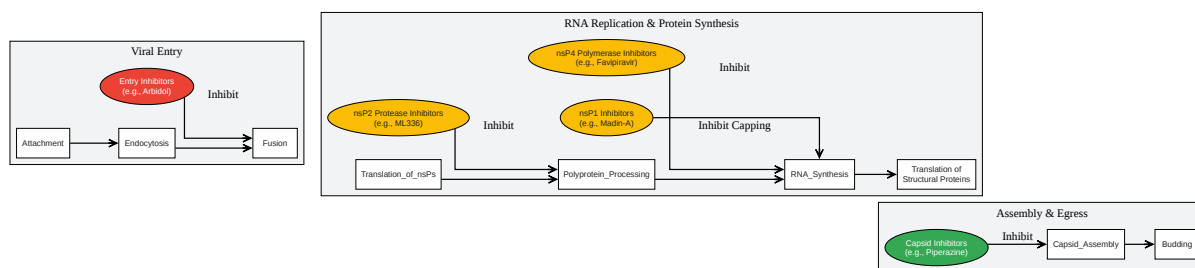 Viral Entry
Entry Inhibitors
(e.g., Arbidol)
Inhibit
Attachment
Endocytosis
Fusion
RNA Replication & Protein Synthesis
nsP4 Polymerase Inhibitors
(e.g., Favipiravir)
Inhibit
nsP2 Protease Inhibitors
(e.g., ML336)
Inhibit
nsP1 Inhibitors
(e.g., Madin-A)
Inhibit Capping
Translation_of_nsPs
Polyprotein_Processing
RNA_Synthesis
Translation of
Structural Proteins
Assembly & Egress
Capsid Inhibitors
(e.g., Piperazine)
Inhibit
Capsid_Assembly
Budding